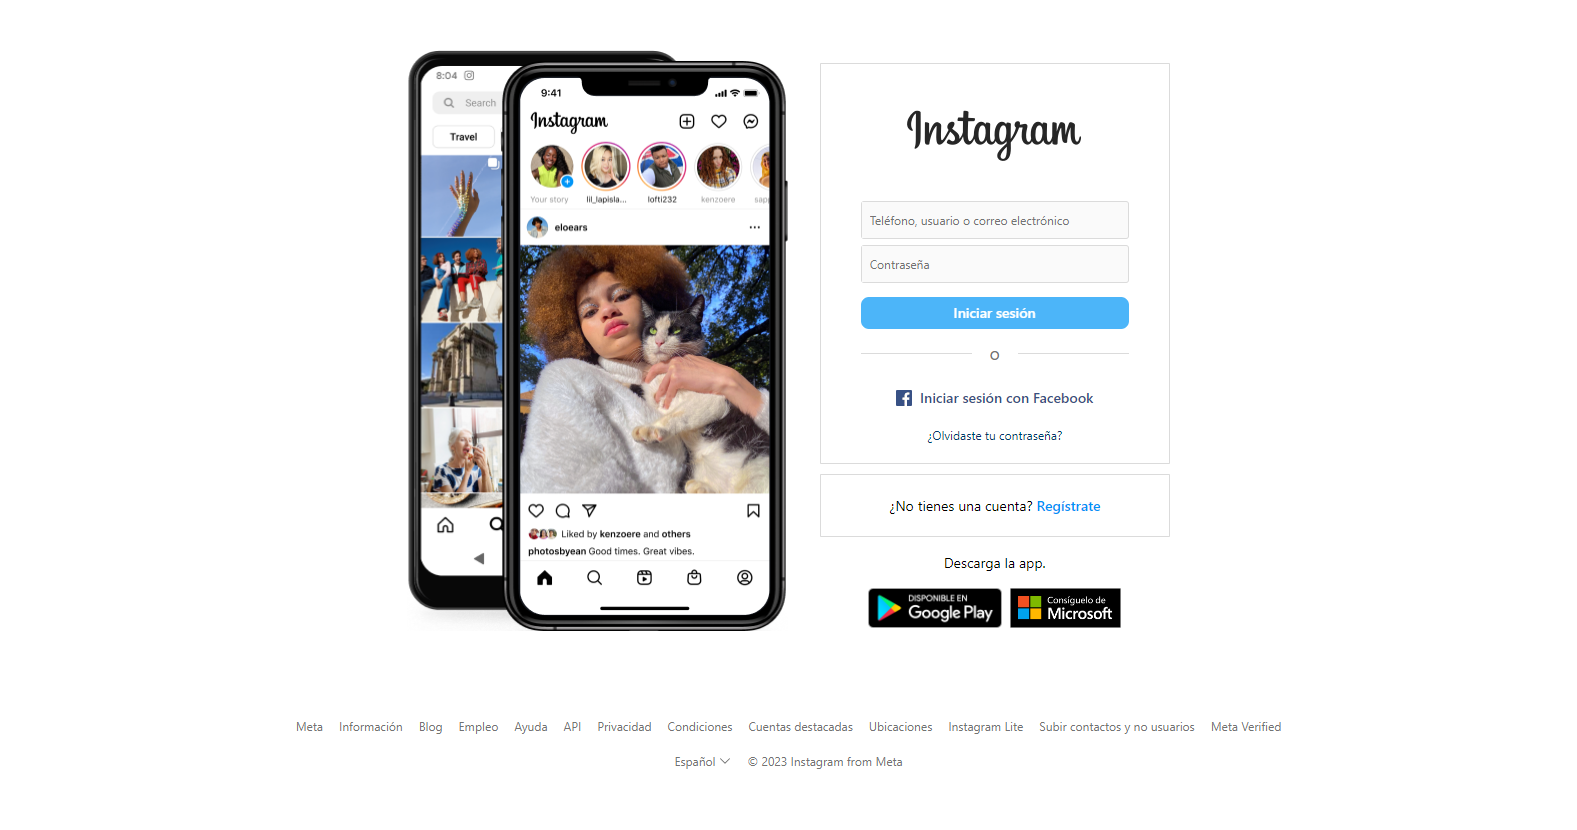 8:04
Search
Travel
9:41
Instagram
Your story
lil_lapisla...
lofti232
kenzoere
sapp
eloears
Liked by kenzoere and others
photosbyean Good times. Great vibes.
Instagram
Teléfono, usuario o correo electrónico
Contraseña
Iniciar sesión
O
Iniciar sesión con Facebook
¿Olvidaste tu contraseña?
¿No tienes una cuenta? Regístrate
Descarga la app.
DISPONIBLE EN
Google Play
Consíguelo de
Microsoft
Meta Información Blog Empleo Ayuda API Privacidad Condiciones Cuentas destacadas Ubicaciones Instagram Lite Subir contactos y no usuarios Meta Verified
Español © 2023 Instagram from Meta